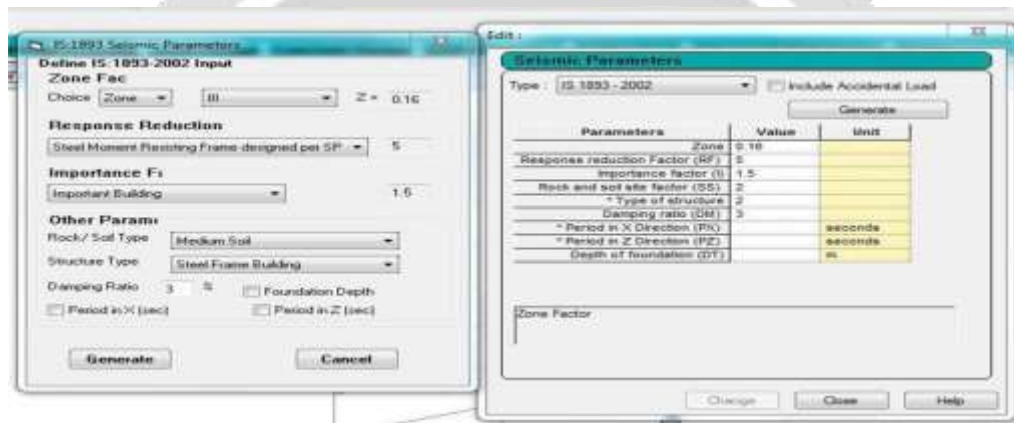 IS:1893 Seismic Parameters
Define IS:1893-2002 Input
Zone Fac
Choice Zone III Z = 0.16
Response Reduction
Steel Moment Resisting Frame designed per SP 5
Importance Fa
Important Building 1.5
Other Parame
Rock/ Soil Type Medium Soil
Structure Type Steel Frame Building
Damping Ratio 3 % Foundation Depth
Period in X (sec) Period in Z (sec)
Generate Cancel
Edit :
Seismic Parameters
Type : IS 1893 - 2002 Include Accidental Load
Generate
Parameters Value Unit
Zone 0.16
Response reduction Factor (RF) 5
Importance factor (I) 1.5
Rock and soil site factor (SS) 2
* Type of structure 2
Damping ratio (DM) 3
* Period in X Direction (PX) seconds
* Period in Z Direction (PZ) seconds
Depth of foundation (DT) m
Zone Factor
Change Close Help